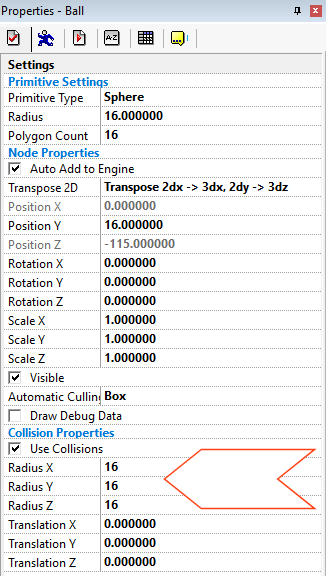 Properties - Ball
A-Z
Settings
Primitive Settings
Primitive Type Sphere
Radius 16.000000
Polygon Count 16
Node Properties
Auto Add to Engine
Transpose 2D Transpose 2dx -> 3dx, 2dy -> 3dz
Position X 0.000000
Position Y 16.000000
Position Z -115.000000
Rotation X 0.000000
Rotation Y 0.000000
Rotation Z 0.000000
Scale X 1.000000
Scale Y 1.000000
Scale Z 1.000000
Visible
Automatic Culling Box
Draw Debug Data
Collision Properties
Use Collisions
Radius X 16
Radius Y 16
Radius Z 16
Translation X 0.000000
Translation Y 0.000000
Translation Z 0.000000